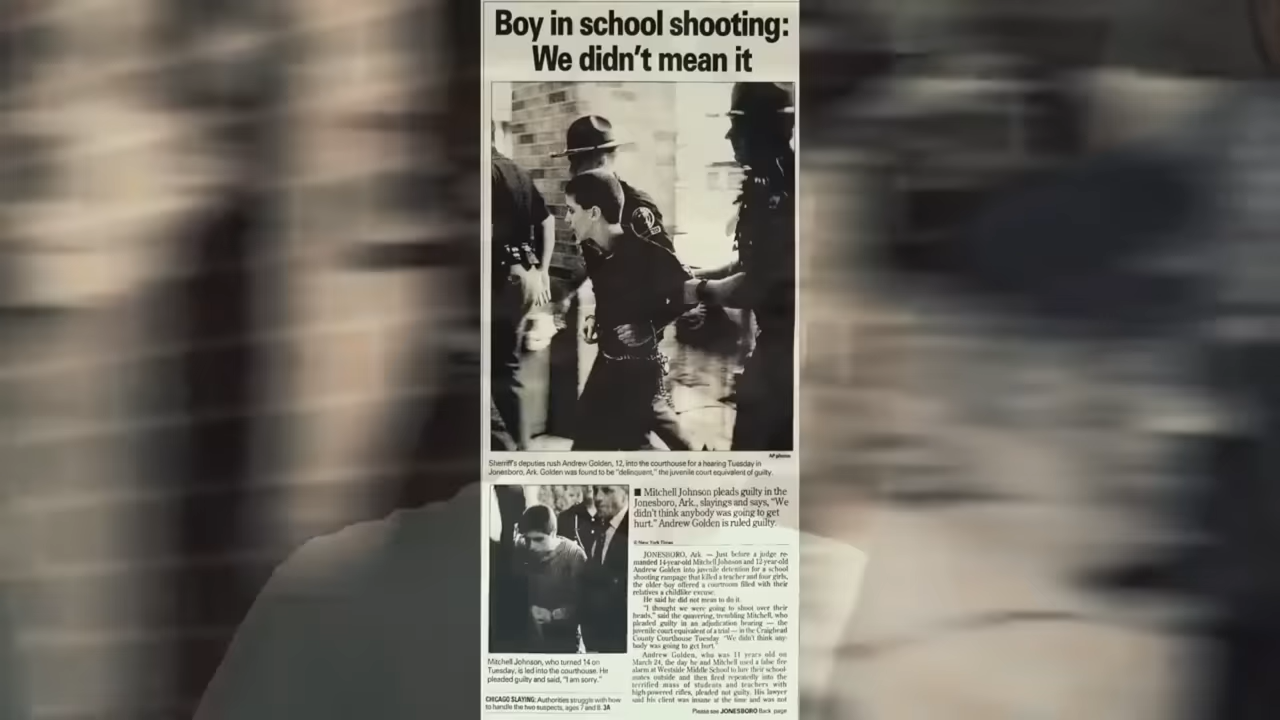 Boy in school shooting:
We didn't mean it
AP photos
Sherriff's deputies rush Andrew Golden, 12, into the courthouse for a hearing Tuesday in
Jonesboro, Ark. Golden was found to be "delinquent," the juvenile court equivalent of guilty.
■ Mitchell Johnson pleads guilty in the
Jonesboro, Ark., slayings and says, "We
didn't think anybody was going to get
hurt." Andrew Golden is ruled guilty.
© New York Times
JONESBORO, Ark. — Just before a judge re-
manded 14-year-old Mitchell Johnson and 12-year-old
Andrew Golden into juvenile detention for a school
shooting rampage that killed a teacher and four girls,
the older boy offered a courtroom filled with their
relatives a childlike excuse.
He said he did not mean to do it.
"I thought we were going to shoot over their
heads," said the quavering, trembling Mitchell, who
pleaded guilty in an adjudication hearing — the
juvenile court equivalent of a trial — in the Craighead
County Courthouse Tuesday. "We didn't think any-
body was going to get hurt."
Andrew Golden, who was 11 years old on
March 24, the day he and Mitchell used a false fire
alarm at Westside Middle School to lure their school-
mates outside and then fired repeatedly into the
terrified mass of students and teachers with
high-powered rifles, pleaded not guilty. His lawyer
said his client was insane at the time and was not
Please see JONESBORO Back page
Mitchell Johnson, who turned 14 on
Tuesday, is led into the courthouse. He
pleaded guilty and said, "I am sorry."
CHICAGO SLAYING: Authorities struggle with how
to handle the two suspects, ages 7 and 8. 3A